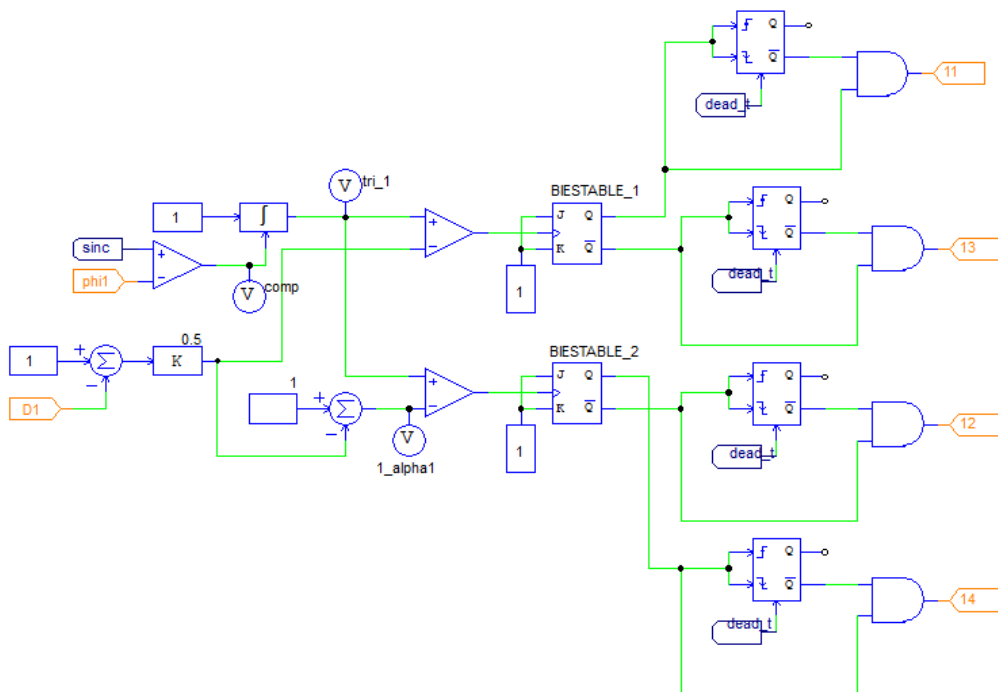 Q
Q
dead_t
11
tri_1
V
BIESTABLE_1
1
∫
J
Q
K
Q
Q
Q
sinc
+
−
+
−
phi1
V
comp
1
dead_t
13
0.5
BIESTABLE_2
1
+
Σ
−
K
D1
1
+
Σ
−
+
−
J
Q
K
Q
Q
Q
V
1_alpha1
1
dead_t
12
Q
Q
dead_t
14